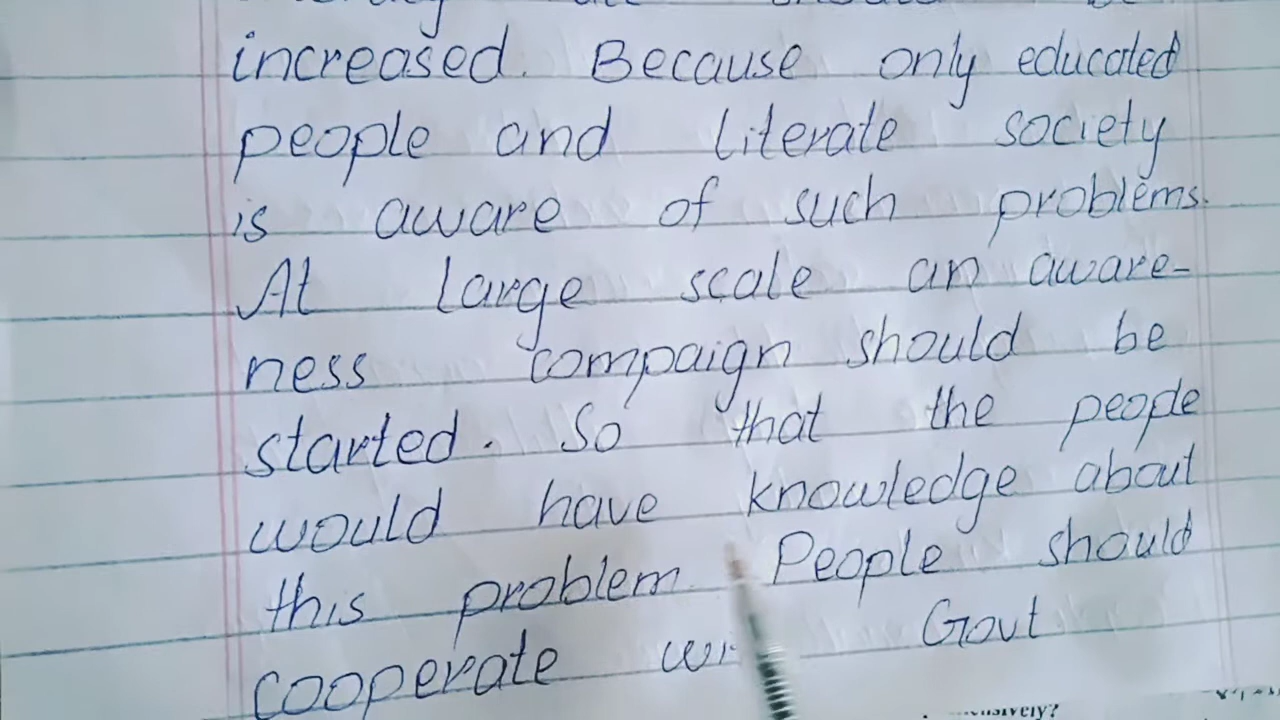 increased. Because only educated
people and literate society
is aware of such problems.
At large scale an aware-
ness compaign should be
started. So that the people
would have knowledge about
this problem. People should
cooperate Govt